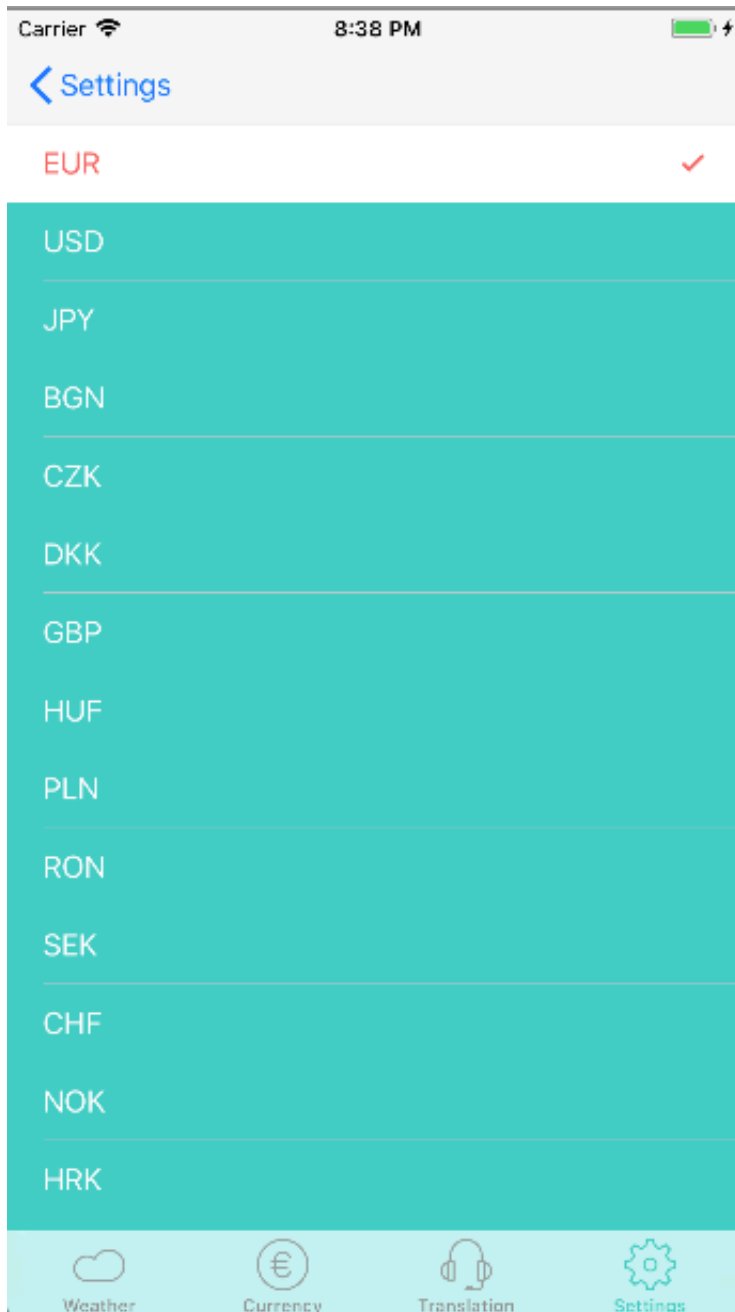 Carrier 8:38 PM
Settings
EUR
USD
JPY
BGN
CZK
DKK
GBP
HUF
PLN
RON
SEK
CHF
NOK
HRK
Weather Currency Translation Settings